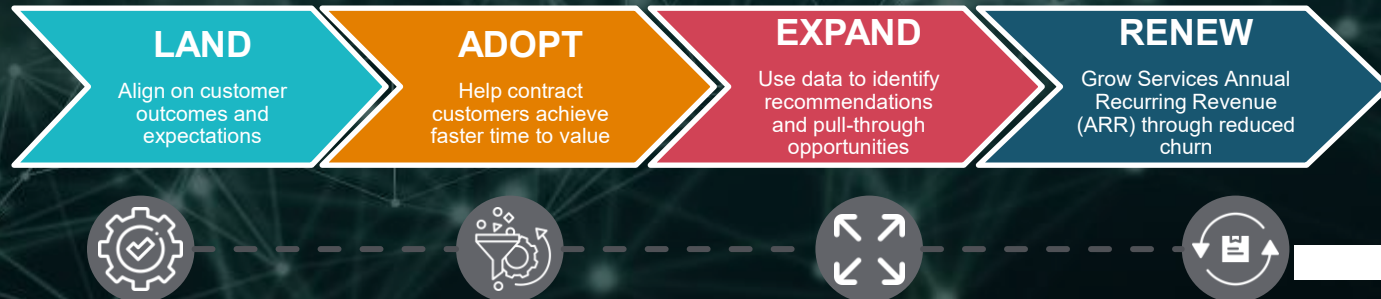 LAND
Align on customer
outcomes and
expectations
ADOPT
Help contract
customers achieve
faster time to value
EXPAND
Use data to identify
recommendations
and pull-through
opportunities
RENEW
Grow Services Annual
Recurring Revenue
(ARR) through reduced
churn